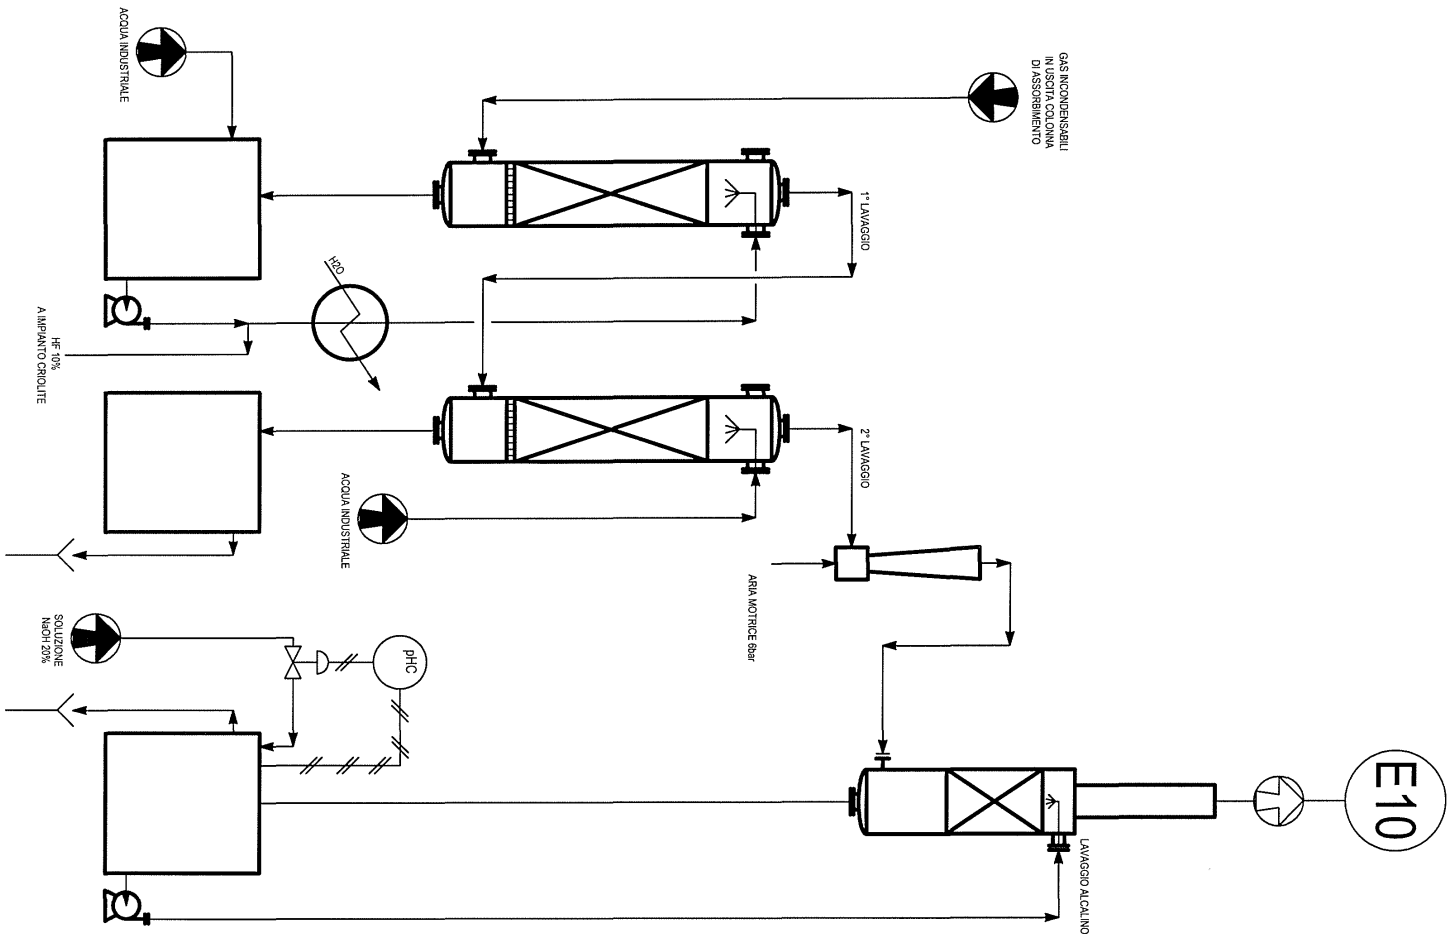 GAS INCONDENSABILI
IN USCITA COLONNA
DI ASSORBIMENTO
ACQUA INDUSTRIALE
1° LAVAGGIO
H2O
HF 10%
A IMPIANTO CRIOLITE
2° LAVAGGIO
ACQUA INDUSTRIALE
ARIA MOTRICE 6bar
SOLUZIONE
NaOH 20%
pHC
E10
LAVAGGIO ALCALINO